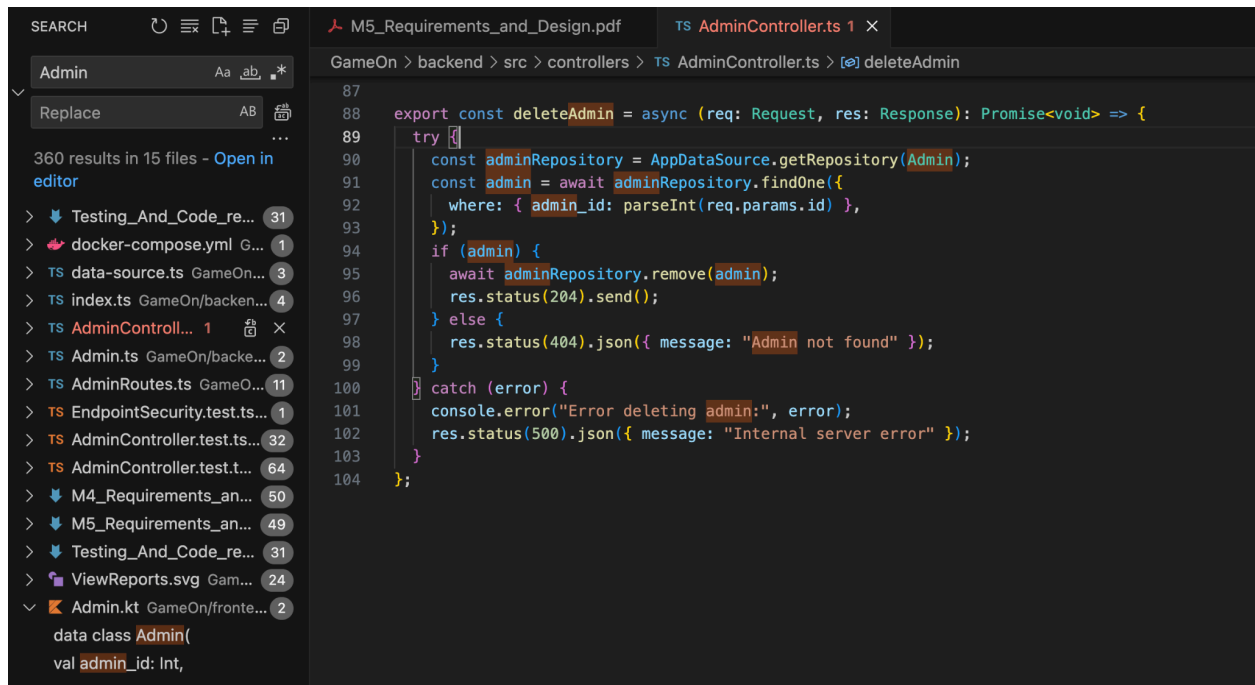 SEARCH
Admin
Aa ab, .*
Replace
AB
360 results in 15 files - Open in
editor
Testing_And_Code_re... 31
docker-compose.yml G... 1
TS data-source.ts GameOn... 3
TS index.ts GameOn/backen... 4
TS AdminControll... 1
TS Admin.ts GameOn/backe... 2
TS AdminRoutes.ts GameO... 11
TS EndpointSecurity.test.ts... 1
TS AdminController.test.ts... 32
TS AdminController.test.t... 64
M4_Requirements_an... 50
M5_Requirements_an... 49
Testing_And_Code_re... 31
ViewReports.svg Gam... 24
Admin.kt GameOn/fronte... 2
data class Admin(
val admin_id: Int,
M5_Requirements_and_Design.pdf
TS AdminController.ts 1
GameOn > backend > src > controllers > TS AdminController.ts > deleteAdmin
87
88 export const deleteAdmin = async (req: Request, res: Response): Promise<void> => {
89 try {
90 const adminRepository = AppDataSource.getRepository(Admin);
91 const admin = await adminRepository.findOne({
92 where: { admin_id: parseInt(req.params.id) },
93 });
94 if (admin) {
95 await adminRepository.remove(admin);
96 res.status(204).send();
97 } else {
98 res.status(404).json({ message: "Admin not found" });
99 }
100 } catch (error) {
101 console.error("Error deleting admin:", error);
102 res.status(500).json({ message: "Internal server error" });
103 }
104 };